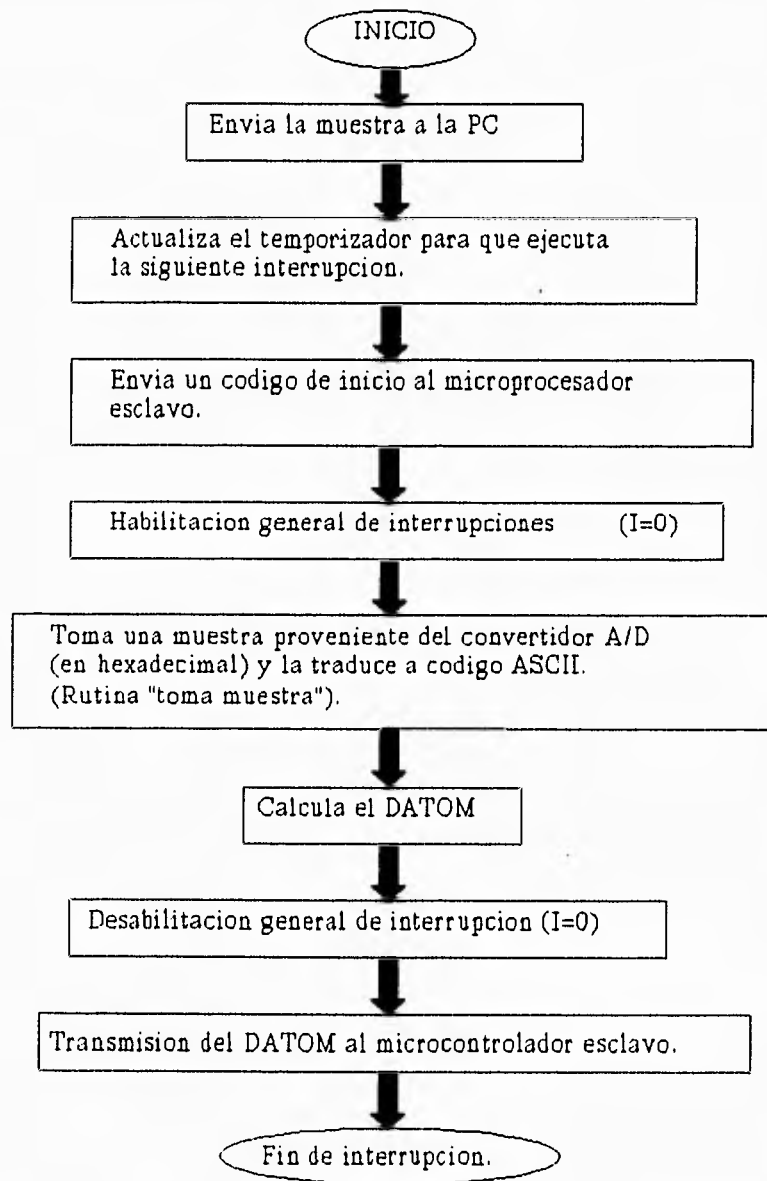 INICIO
Envia la muestra a la PC
Actualiza el temporizador para que ejecuta
la siguiente interrupcion.
Envia un codigo de inicio al microprocesador
esclavo.
Habilitacion general de interrupciones (I=0)
Toma una muestra proveniente del convertidor A/D
(en hexadecimal) y la traduce a codigo ASCII.
(Rutina "toma muestra").
Calcula el DATOM
Desabilitacion general de interrupcion (I=0)
Transmision del DATOM al microcontrolador esclavo.
Fin de interrupcion.